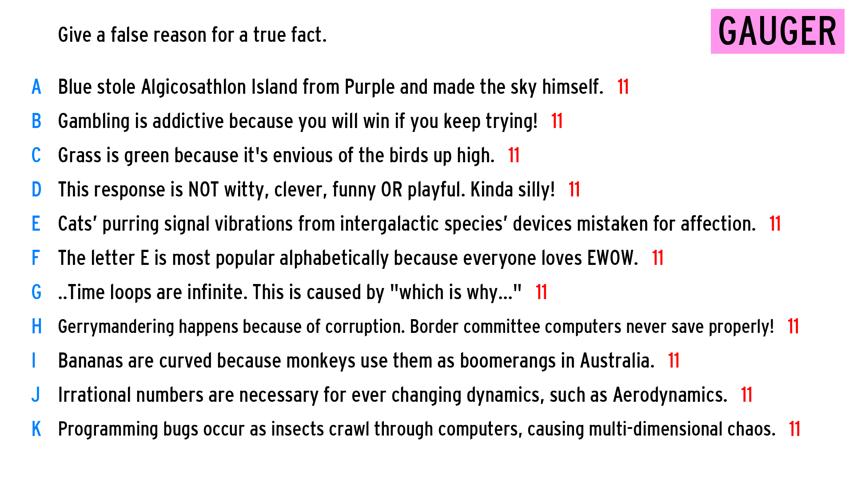 Give a false reason for a true fact.
GAUGER
A Blue stole Algicosathlon Island from Purple and made the sky himself. 11
B Gambling is addictive because you will win if you keep trying! 11
C Grass is green because it's envious of the birds up high. 11
D This response is NOT witty, clever, funny OR playful. Kinda silly! 11
E Cats’ purring signal vibrations from intergalactic species’ devices mistaken for affection. 11
F The letter E is most popular alphabetically because everyone loves EWOW. 11
G ..Time loops are infinite. This is caused by "which is why..." 11
H Gerrymandering happens because of corruption. Border committee computers never save properly! 11
I Bananas are curved because monkeys use them as boomerangs in Australia. 11
J Irrational numbers are necessary for ever changing dynamics, such as Aerodynamics. 11
K Programming bugs occur as insects crawl through computers, causing multi-dimensional chaos. 11